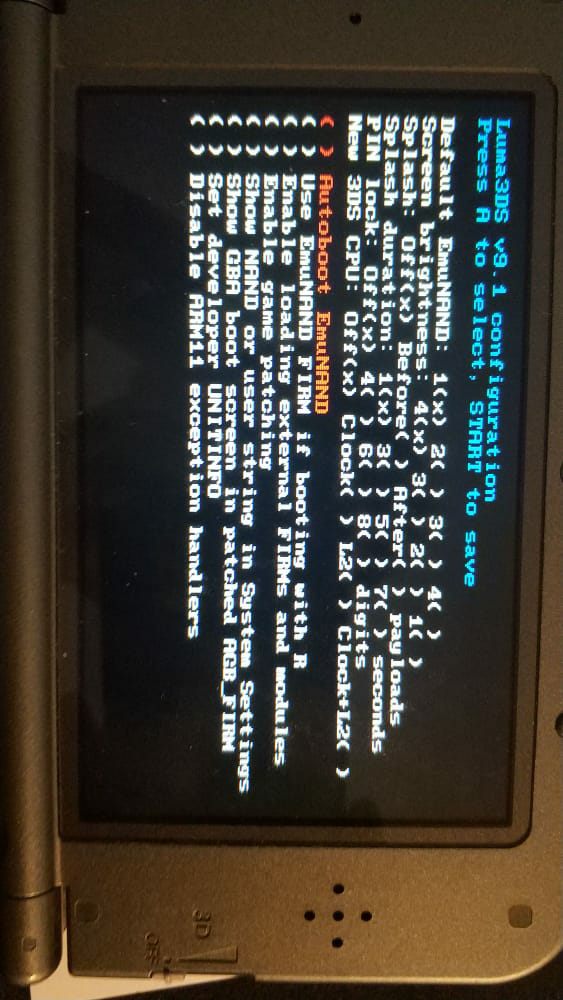 Luma3DS v9.1 configuration
Press A to select, START to save
Default EmuNAND: 1(x) 2( ) 3( ) 4( )
Screen brightness: 4(x) 3( ) 2( ) 1( )
Splash: Off(x) Before( ) After( ) payloads
Splash duration: 1(x) 3( ) 5( ) 7( ) seconds
PIN lock: Off(x) 4( ) 6( ) 8( ) digits
New 3DS CPU: Off(x) Clock( ) L2( ) Clock+L2( )
( ) Autoboot EmuNAND
( ) Use EmuNAND FIRM if booting with R
( ) Enable loading external FIRMs and modules
( ) Enable game patching
( ) Show NAND or user string in System Settings
( ) Show GBA boot screen in patched AGB_FIRM
( ) Set developer UNITINFO
( ) Disable ARM11 exception handlers
3D
OFF